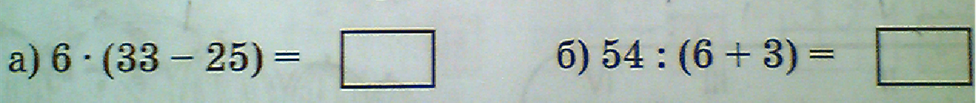 а) 6 · (33 – 25) = б) 54 : (6 + 3) =